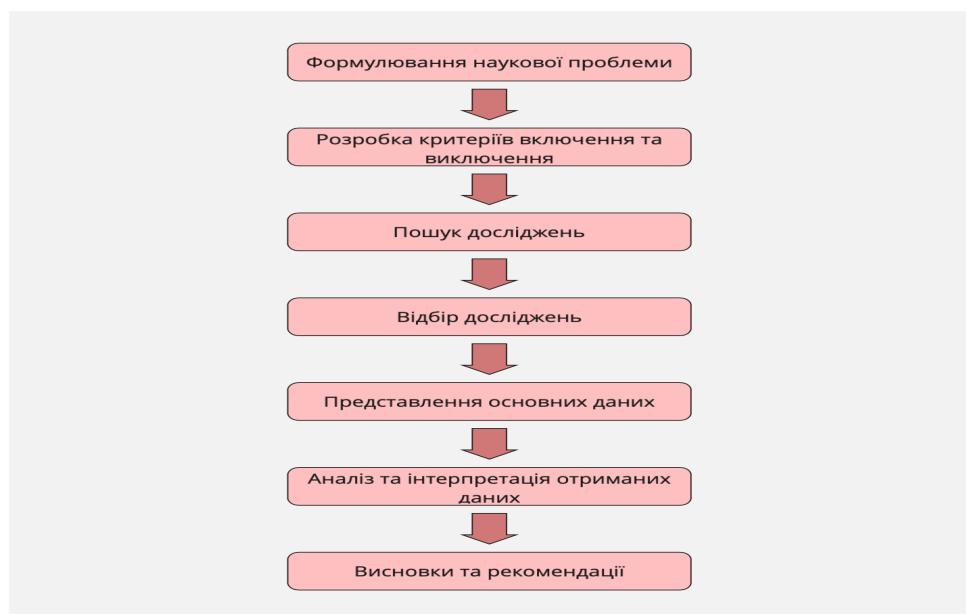 Формулювання наукової проблеми
Розробка критеріїв включення та
виключення
Пошук досліджень
Відбір досліджень
Представлення основних даних
Аналіз та інтерпретація отриманих
даних
Висновки та рекомендації